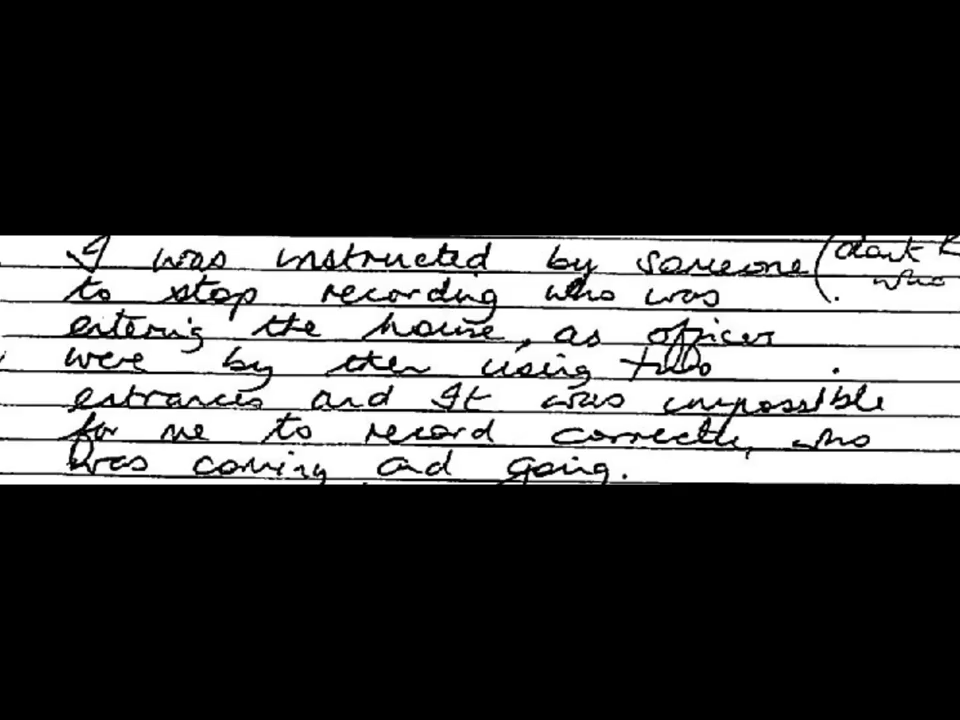 I was instructed by someone (don't
to stop recording who was who
entering the house, as officers
were by then using two
entrances and it was impossible
for me to record correctly, who
was coming and going.